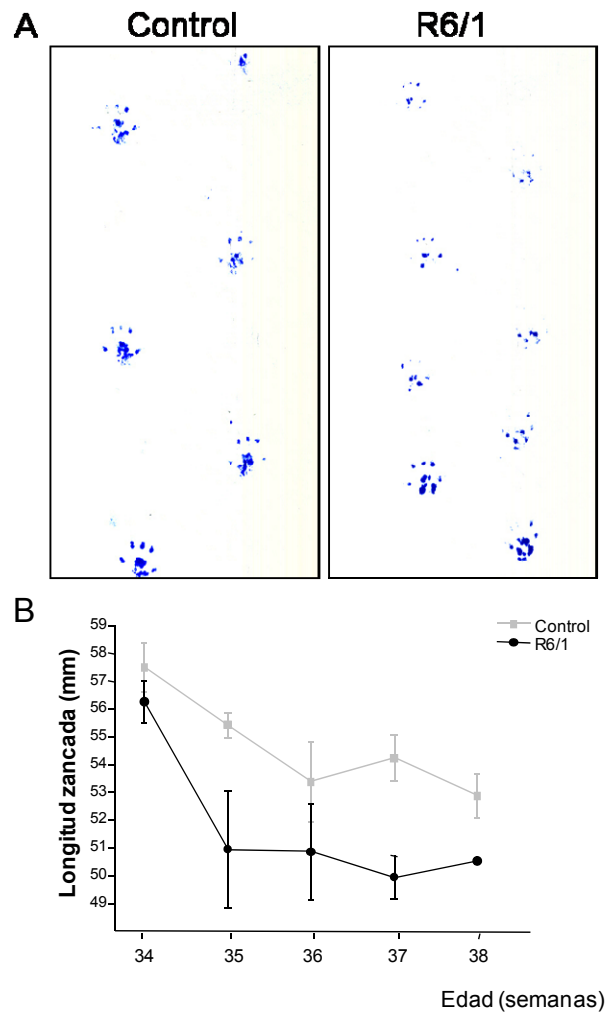 A
Control R6/1
B
Control
R6/1
Longitud zancada (mm)
59
58
57
56
55
54
53
52
51
50
49
34 35 36 37 38
Edad (semanas)